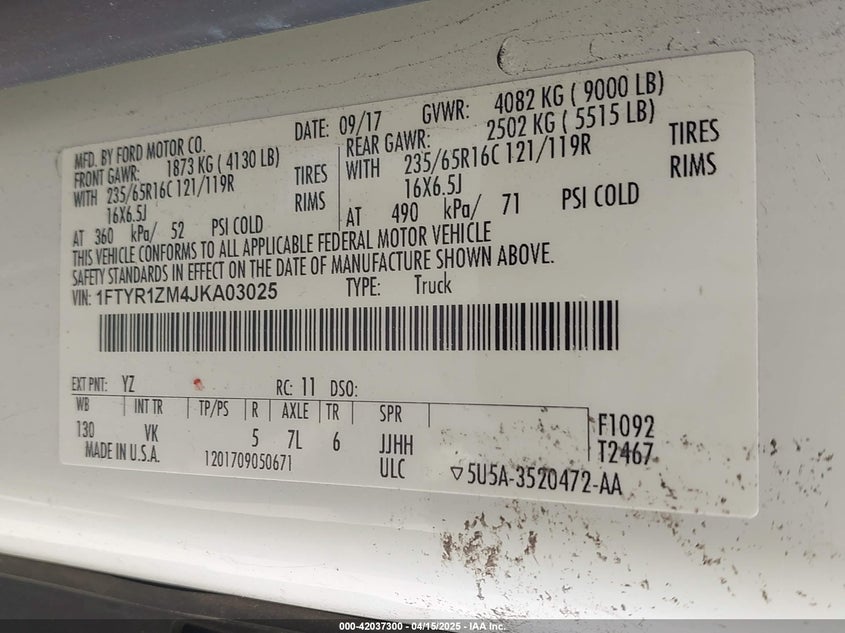 MFD. BY FORD MOTOR CO.
DATE: 09/17 GVWR: 4082 KG ( 9000 LB)
FRONT GAWR: 1873 KG ( 4130 LB)
WITH 235/65R16C 121/119R TIRES
16X6.5J RIMS
AT 360 kPa/ 52 PSI COLD
REAR GAWR: 2502 KG ( 5515 LB)
WITH 235/65R16C 121/119R TIRES
16X6.5J RIMS
AT 490 kPa/ 71 PSI COLD
THIS VEHICLE CONFORMS TO ALL APPLICABLE FEDERAL MOTOR VEHICLE
SAFETY STANDARDS IN EFFECT ON THE DATE OF MANUFACTURE SHOWN ABOVE.
VIN: 1FTYR1ZM4JKA03025 TYPE: Truck
EXT PNT: YZ RC: 11 DSO:
WB INT TR TP/PS R AXLE TR SPR
130 VK 5 7L 6 JJHH
F1092
T2467
MADE IN U.S.A. 1201709050671 ULC ▽5U5A-3520472-AA
000-42037300 - 04/15/2025 - IAA Inc.